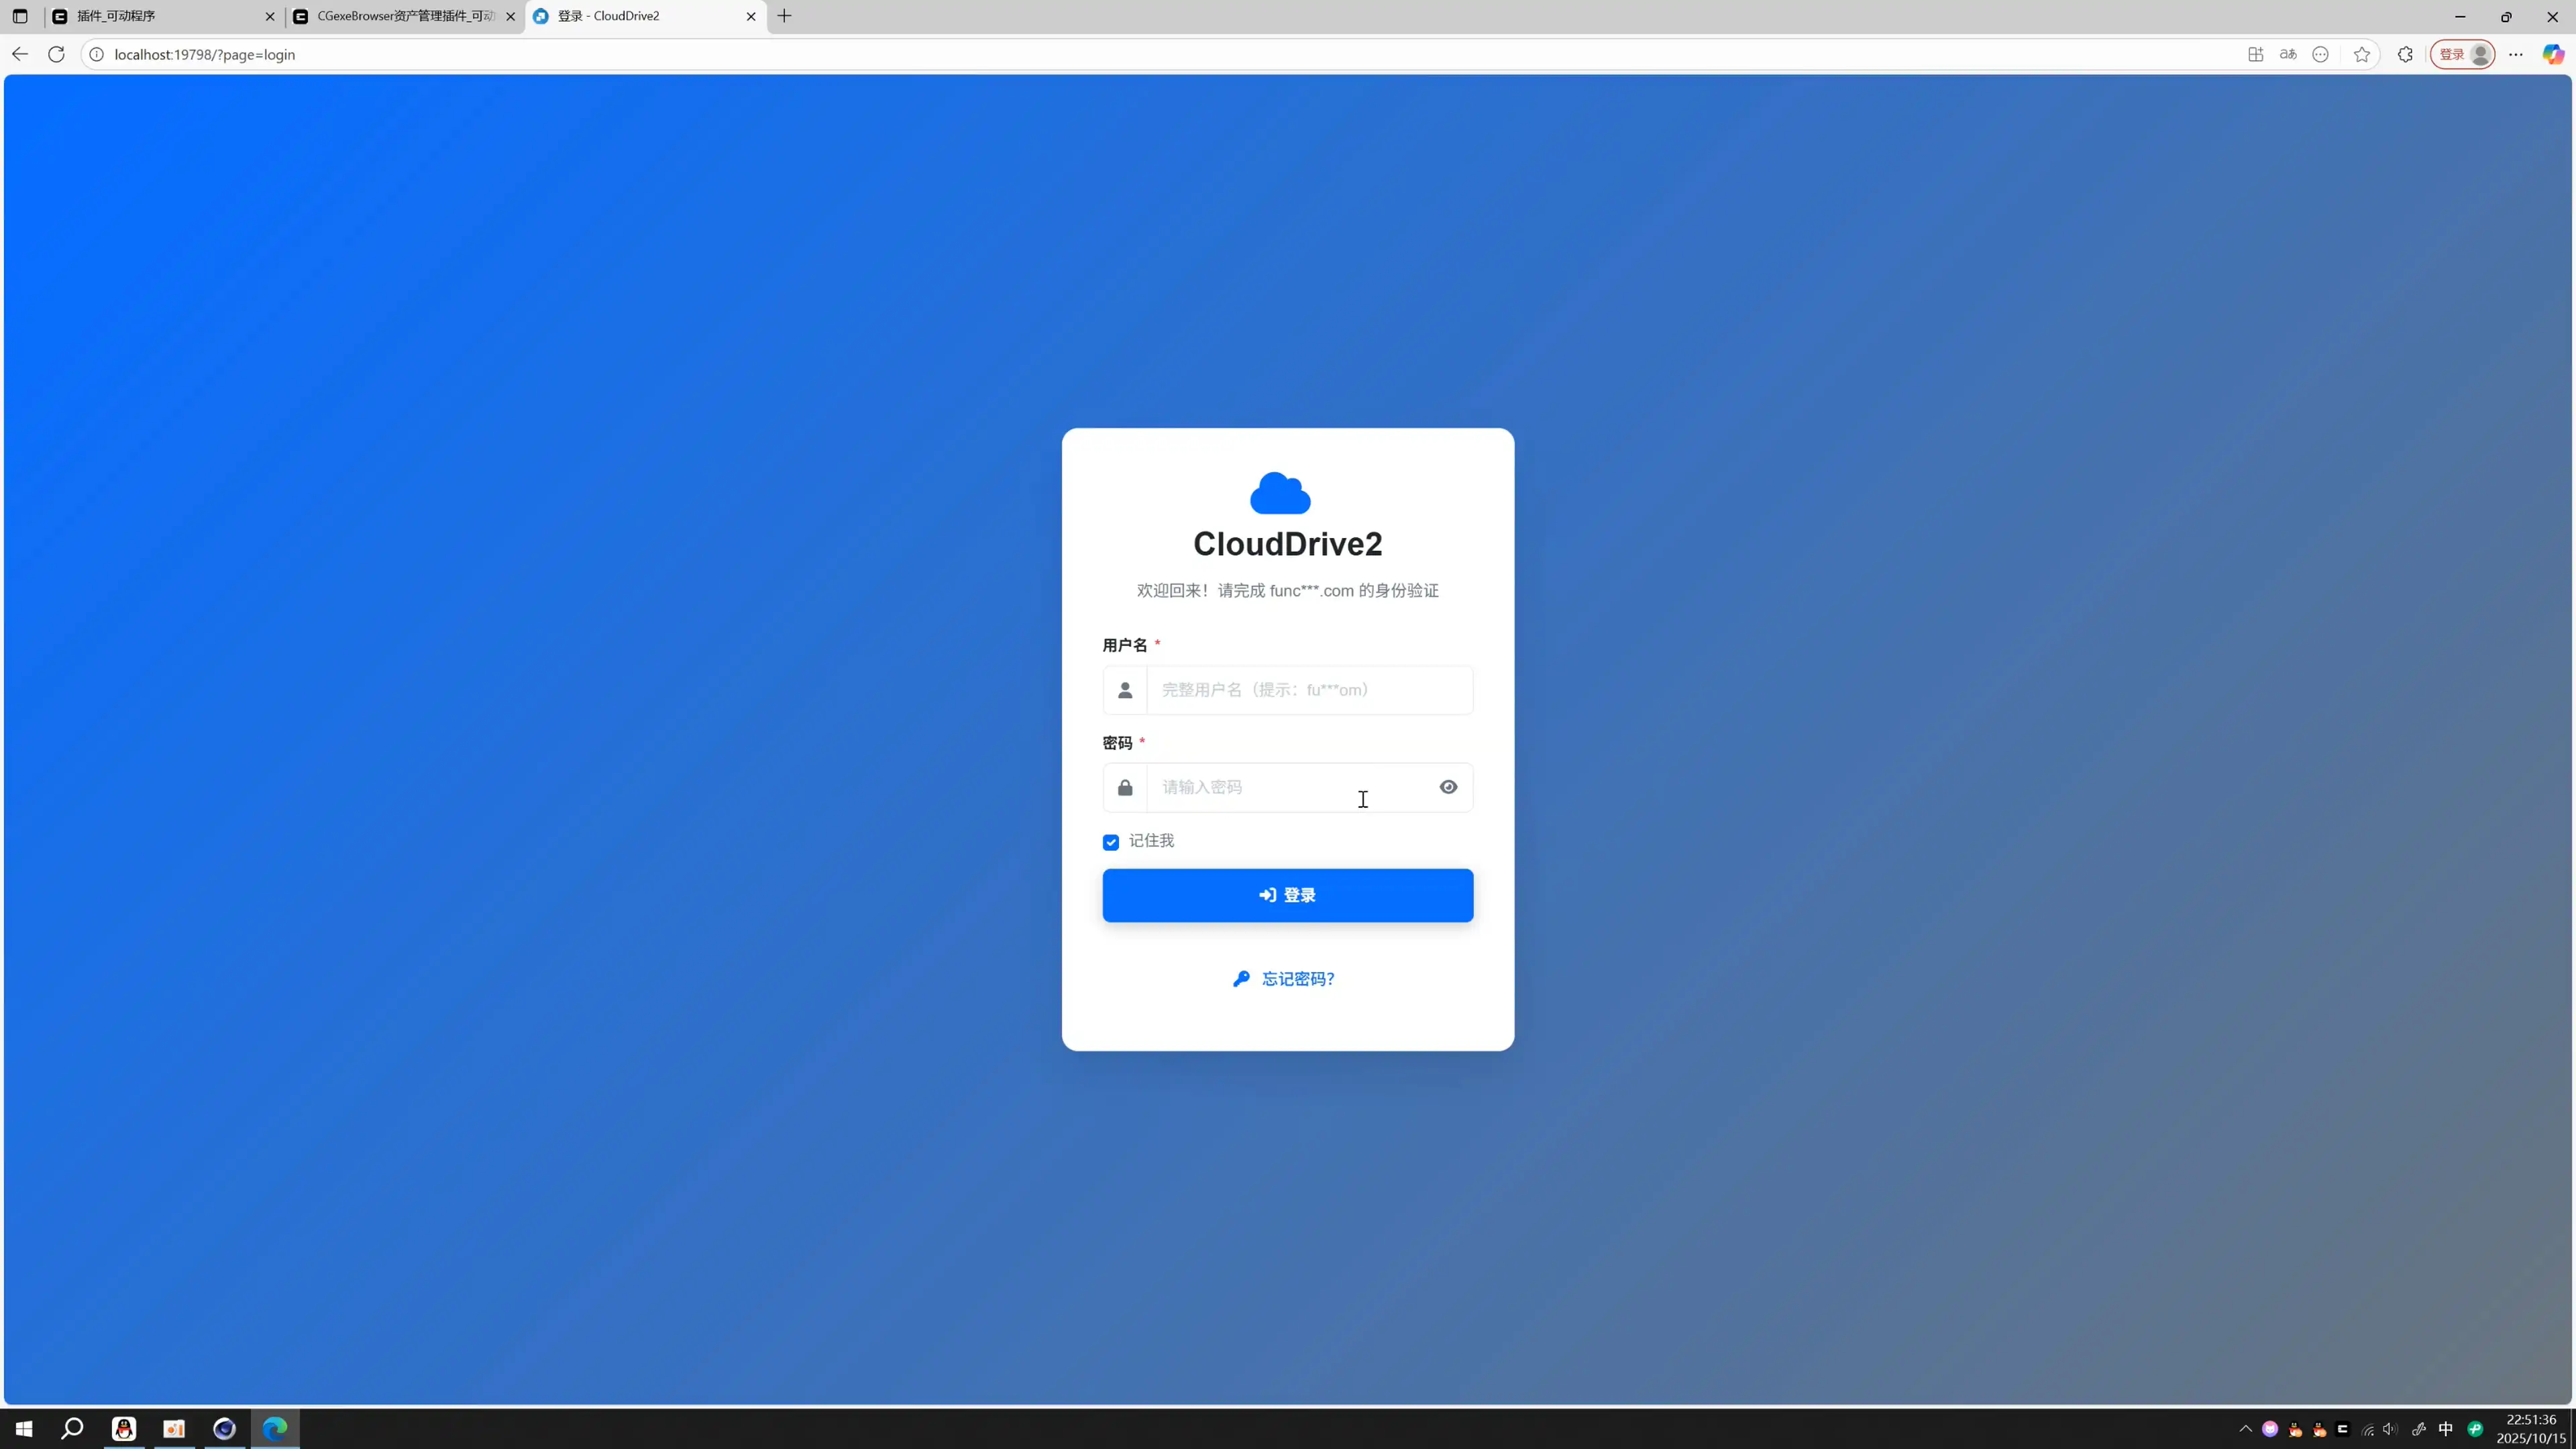 插件_可动程序
CGexeBrowser资产管理插件_可动
登录 - CloudDrive2
localhost:19798/?page=login
登录
CloudDrive2
欢迎回来！请完成 func***.com 的身份验证
用户名 *
完整用户名（提示：fu***om）
密码 *
请输入密码
记住我
登录
忘记密码？
中
22:51:36
2025/10/15